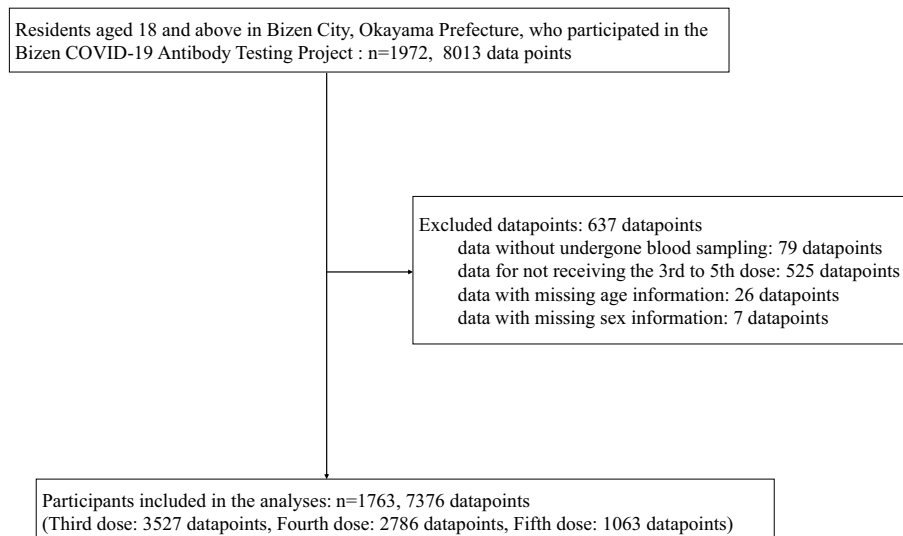 Residents aged 18 and above in Bizen City, Okayama Prefecture, who participated in the
Bizen COVID-19 Antibody Testing Project : n=1972, 8013 data points
Excluded datapoints: 637 datapoints
data without undergone blood sampling: 79 datapoints
data for not receiving the 3rd to 5th dose: 525 datapoints
data with missing age information: 26 datapoints
data with missing sex information: 7 datapoints
Participants included in the analyses: n=1763, 7376 datapoints
(Third dose: 3527 datapoints, Fourth dose: 2786 datapoints, Fifth dose: 1063 datapoints)